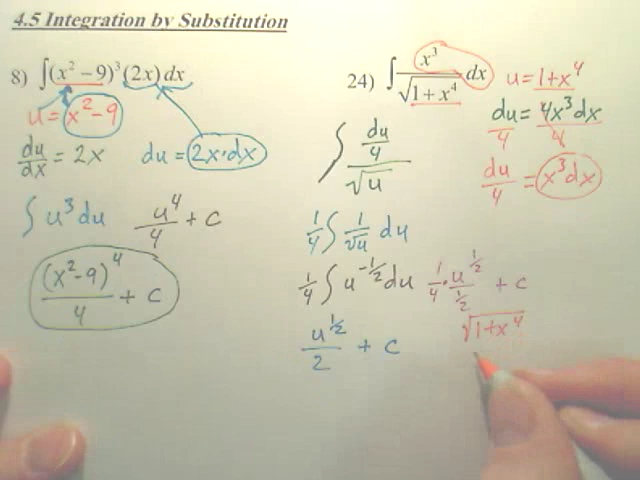 4.5 Integration by Substitution
8) ∫(x² − 9)³ (2x) dx
u = x² − 9
du/dx = 2x    du = 2x·dx
∫ u³ du    u⁴/4 + c
(x² − 9)⁴/4 + c
24) ∫ x³/√(1 + x⁴) dx
u = 1 + x⁴
du/4 = 4x³dx/4
du/4 = x³dx
∫ (du/4)/√u
1/4 ∫ 1/√u du
1/4 ∫ u^(-1/2) du    1/4 · u^(1/2)/(1/2) + c
u^(1/2)/2 + c    √(1 + x⁴)